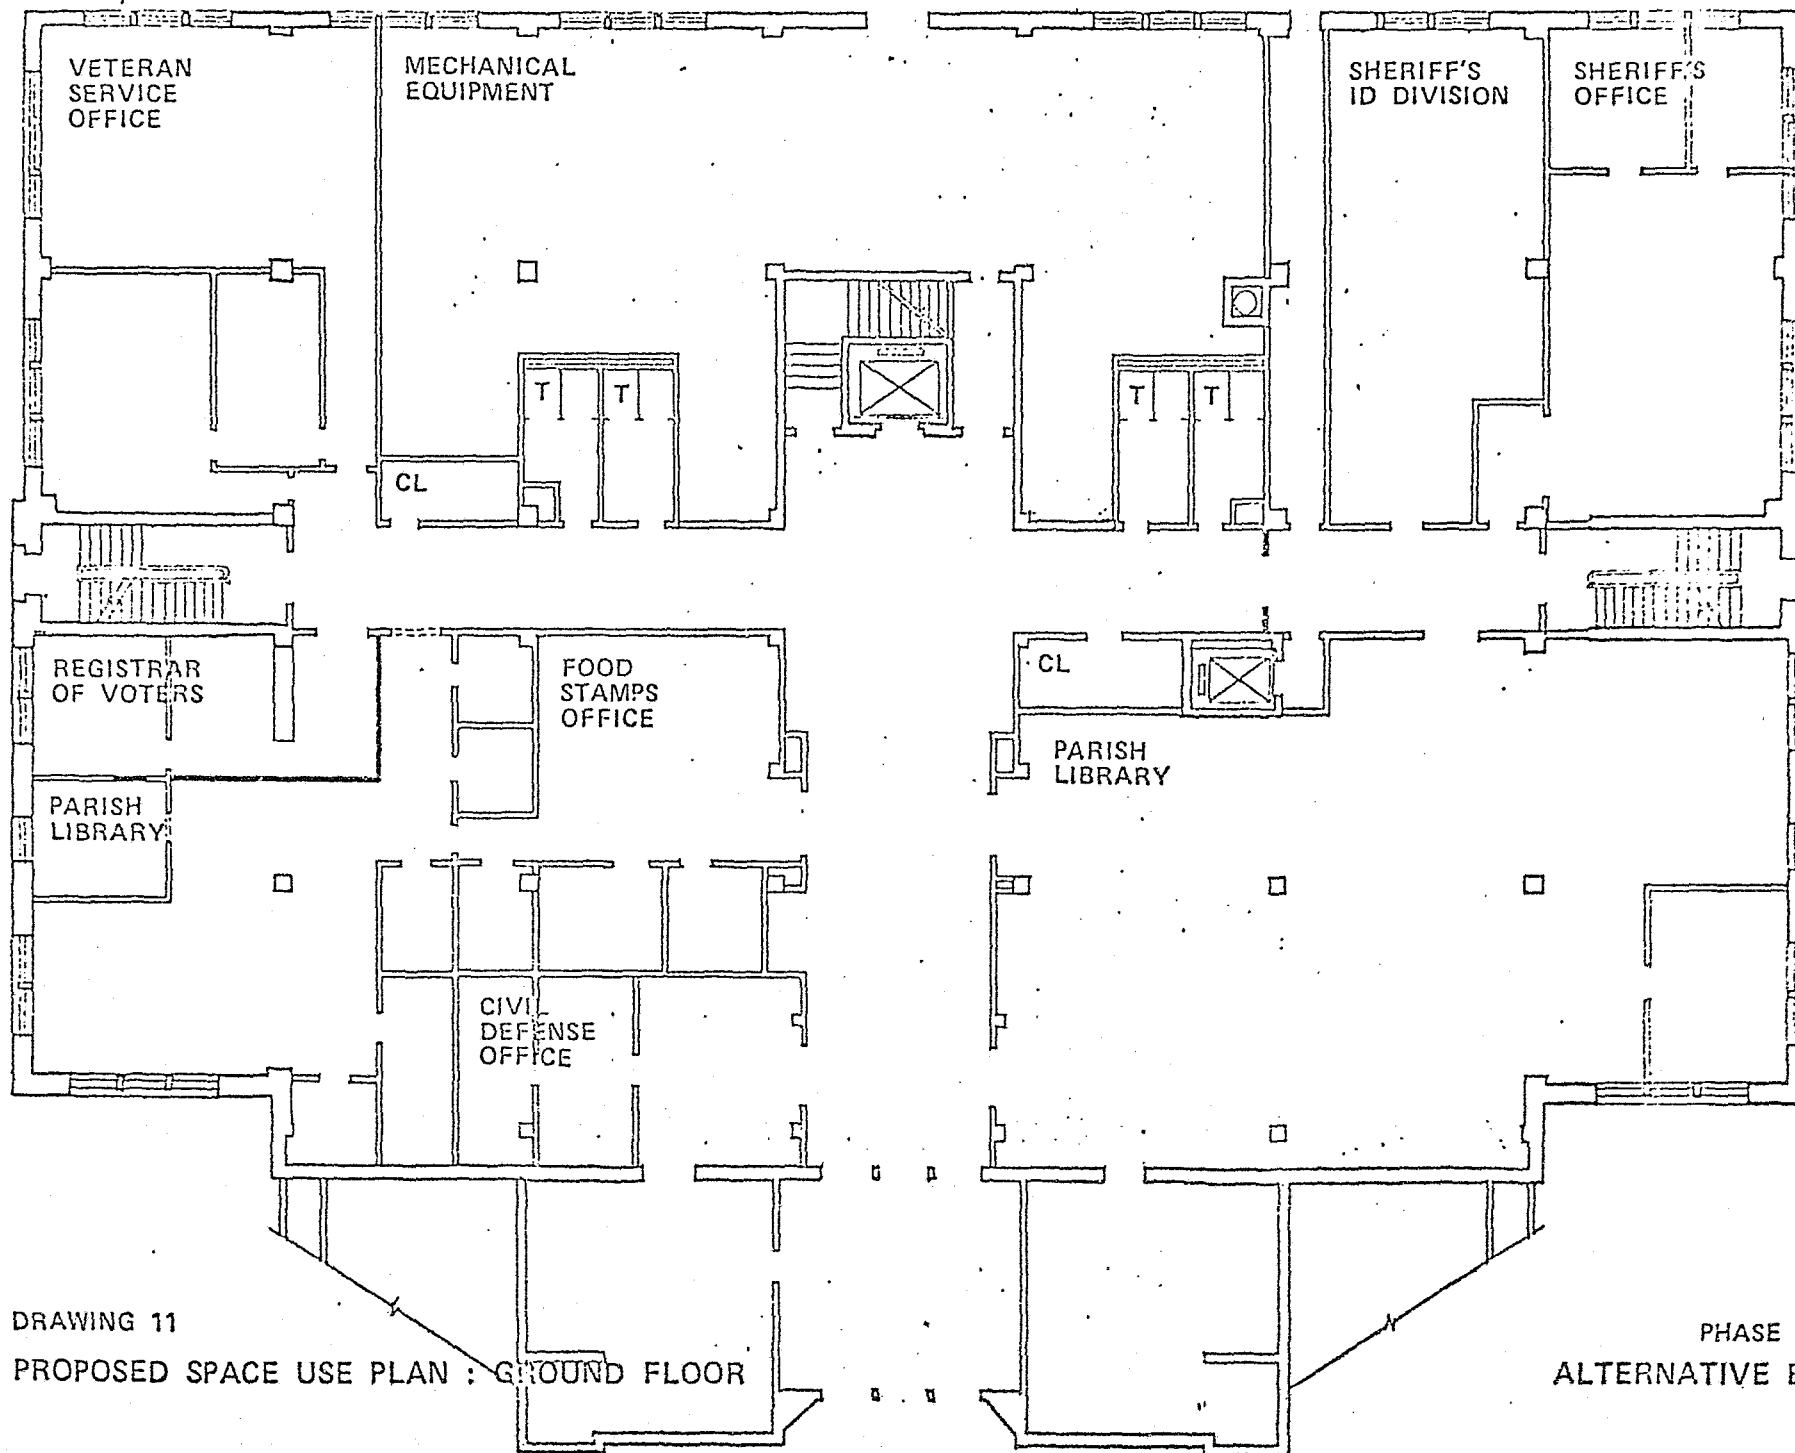 VETERAN
SERVICE
OFFICE
MECHANICAL
EQUIPMENT
SHERIFF'S
ID DIVISION
SHERIFF'S
OFFICE
T
T
T
T
CL
REGISTRAR
OF VOTERS
FOOD
STAMPS
OFFICE
CL
PARISH
LIBRARY
PARISH
LIBRARY
CIVIL
DEFENSE
OFFICE
DRAWING 11
PROPOSED SPACE USE PLAN : GROUND FLOOR
PHASE
ALTERNATIVE